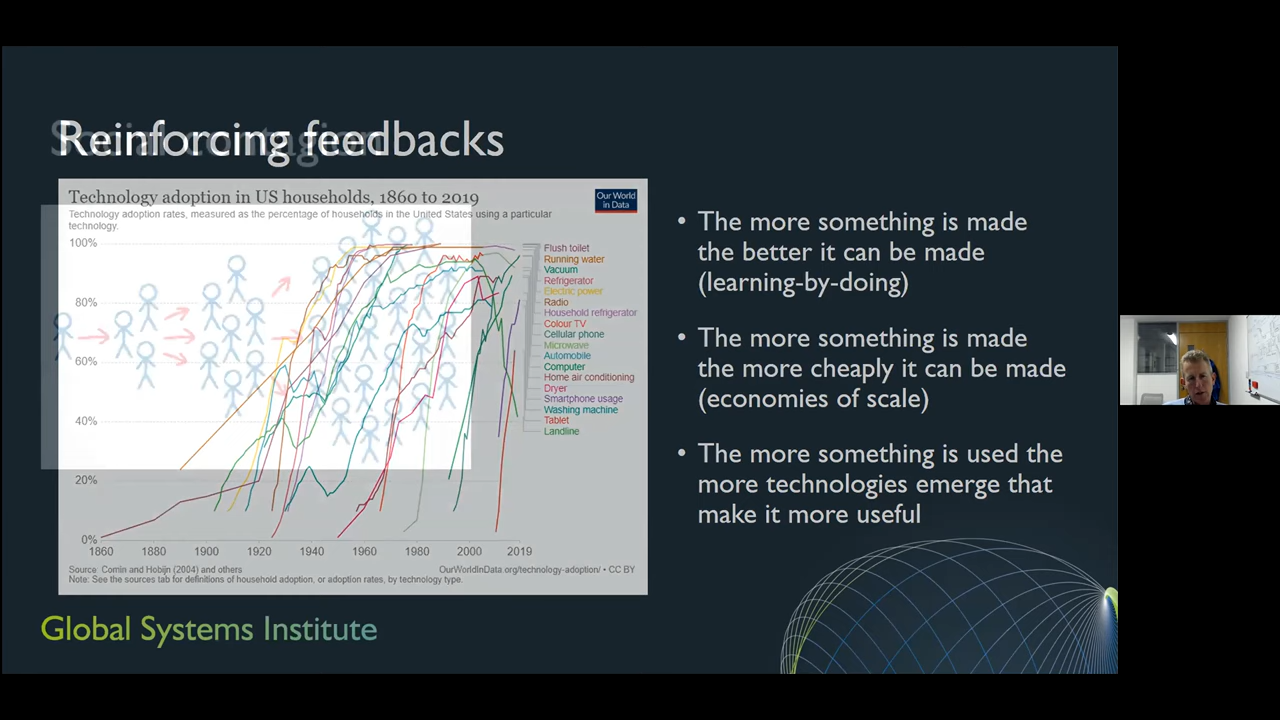 Social contagion
Reinforcing feedbacks
Technology adoption in US households, 1860 to 2019
Technology adoption rates, measured as the percentage of households in the United States using a particular
technology.
Our World
in Data
100%
80%
60%
40%
20%
0%
1860
1880
1900
1920
1940
1960
1980
2000
2019
Flush toilet
Running water
Vacuum
Refrigerator
Electric power
Radio
Household refrigerator
Colour TV
Cellular phone
Microwave
Automobile
Computer
Home air conditioning
Dryer
Smartphone usage
Washing machine
Tablet
Landline
Source: Comin and Hobijn (2004) and others
OurWorldInData.org/technology-adoption/ • CC BY
Note: See the sources tab for definitions of household adoption, or adoption rates, by technology type.
• The more something is made
the better it can be made
(learning-by-doing)
• The more something is made
the more cheaply it can be made
(economies of scale)
• The more something is used the
more technologies emerge that
make it more useful
Global Systems Institute